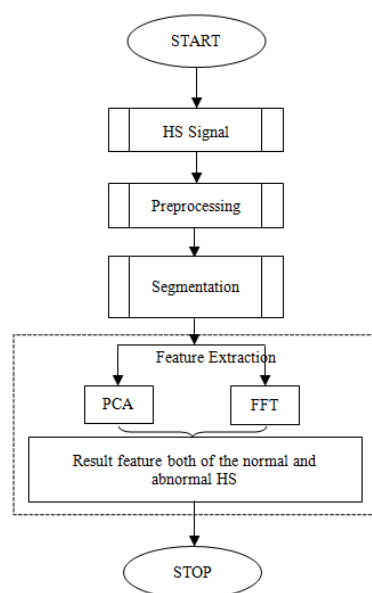 START
HS Signal
Preprocessing
Segmentation
Feature Extraction
PCA
FFT
Result feature both of the normal and
abnormal HS
STOP